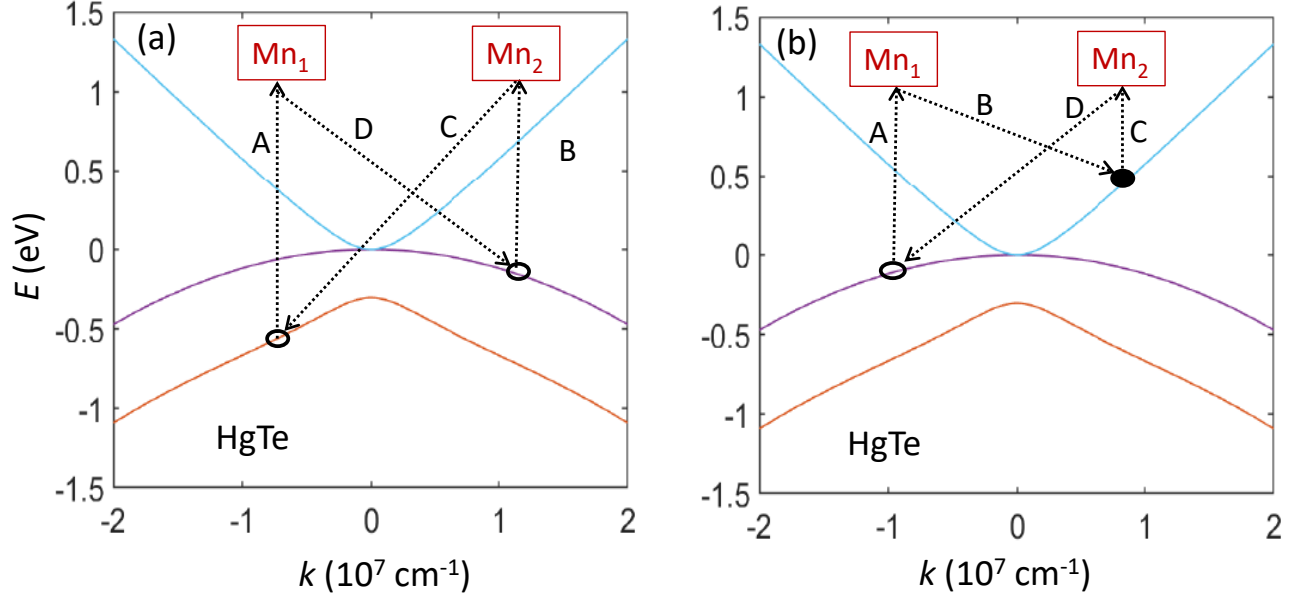 (a)
Mn₁
Mn₂
A
D
C
B
HgTe
E (eV)
1.5
1
0.5
0
-0.5
-1
-1.5
-2
-1
0
1
2
k (10⁷ cm⁻¹)
(b)
Mn₁
Mn₂
A
B
D
C
HgTe
1.5
1
0.5
0
-0.5
-1
-1.5
-2
-1
0
1
2
k (10⁷ cm⁻¹)